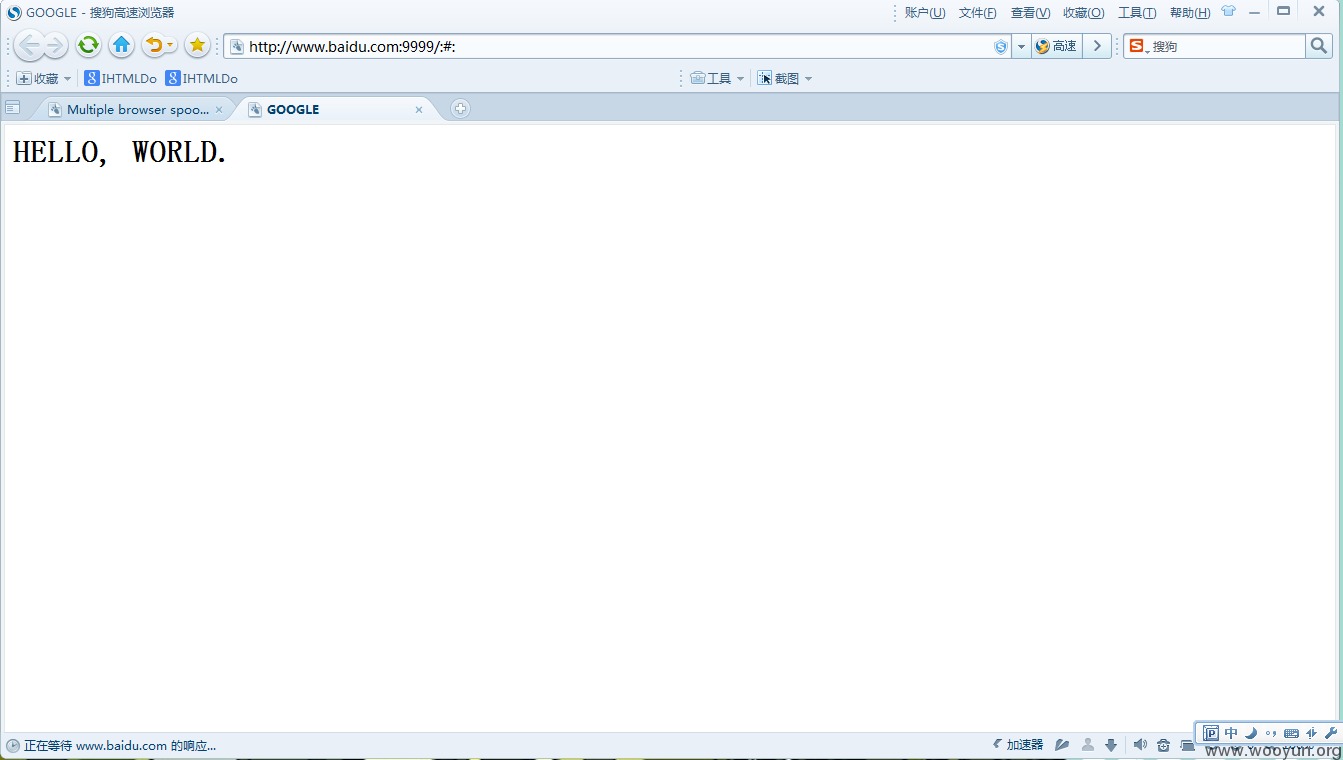 GOOGLE - 搜狗高速浏览器
账户(U) 文件(F) 查看(V) 收藏(O) 工具(T) 帮助(H)
http://www.baidu.com:9999/:#:
高速
搜狗
收藏 IHTMLDo IHTMLDo
工具 截图
Multiple browser spoo...
GOOGLE
HELLO, WORLD.
正在等待 www.baidu.com 的响应...
加速器
中
www.wooyun.org